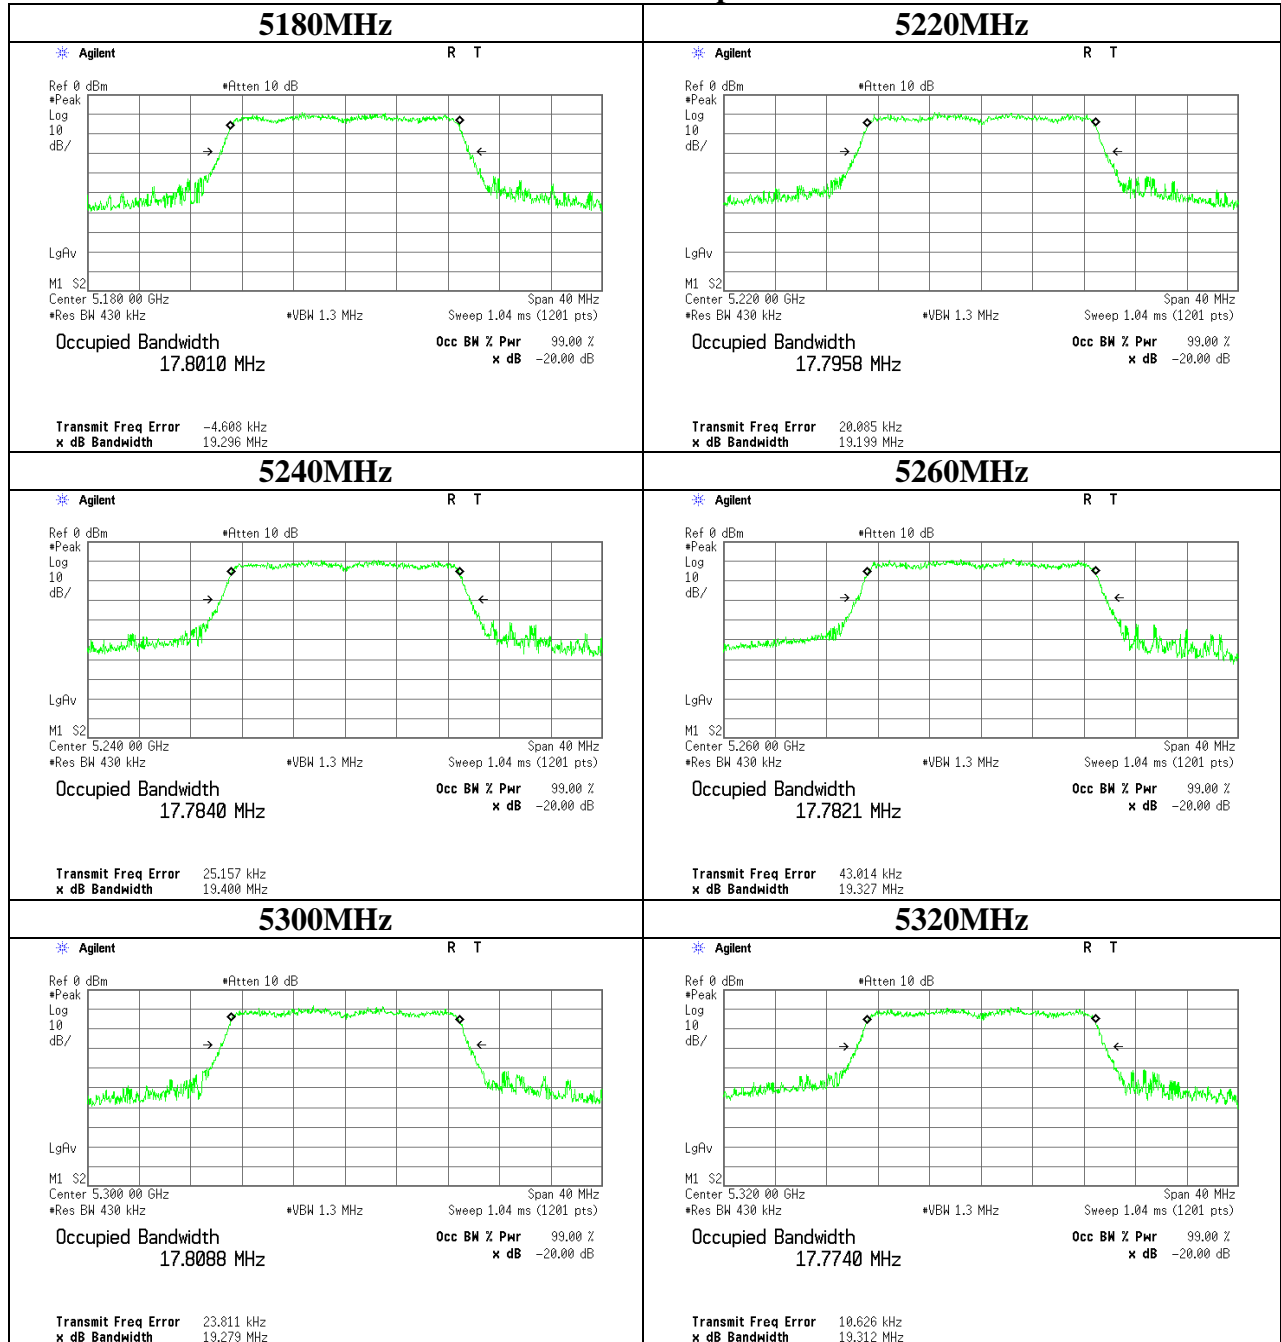 5180MHz
Agilent R T
Ref 0 dBm #Atten 10 dB
#Peak
Log
10
dB/
LgAv
M1 S2
Center 5.180 00 GHz Span 40 MHz
#Res BW 430 kHz #VBW 1.3 MHz Sweep 1.04 ms (1201 pts)
Occupied Bandwidth Occ BW % Pwr 99.00 %
17.8010 MHz x dB -20.00 dB
Transmit Freq Error -4.608 kHz
x dB Bandwidth 19.296 MHz
5220MHz
Agilent R T
Ref 0 dBm #Atten 10 dB
#Peak
Log
10
dB/
LgAv
M1 S2
Center 5.220 00 GHz Span 40 MHz
#Res BW 430 kHz #VBW 1.3 MHz Sweep 1.04 ms (1201 pts)
Occupied Bandwidth Occ BW % Pwr 99.00 %
17.7958 MHz x dB -20.00 dB
Transmit Freq Error 20.085 kHz
x dB Bandwidth 19.199 MHz
5240MHz
Agilent R T
Ref 0 dBm #Atten 10 dB
#Peak
Log
10
dB/
LgAv
M1 S2
Center 5.240 00 GHz Span 40 MHz
#Res BW 430 kHz #VBW 1.3 MHz Sweep 1.04 ms (1201 pts)
Occupied Bandwidth Occ BW % Pwr 99.00 %
17.7840 MHz x dB -20.00 dB
Transmit Freq Error 25.157 kHz
x dB Bandwidth 19.400 MHz
5260MHz
Agilent R T
Ref 0 dBm #Atten 10 dB
#Peak
Log
10
dB/
LgAv
M1 S2
Center 5.260 00 GHz Span 40 MHz
#Res BW 430 kHz #VBW 1.3 MHz Sweep 1.04 ms (1201 pts)
Occupied Bandwidth Occ BW % Pwr 99.00 %
17.7821 MHz x dB -20.00 dB
Transmit Freq Error 43.014 kHz
x dB Bandwidth 19.327 MHz
5300MHz
Agilent R T
Ref 0 dBm #Atten 10 dB
#Peak
Log
10
dB/
LgAv
M1 S2
Center 5.300 00 GHz Span 40 MHz
#Res BW 430 kHz #VBW 1.3 MHz Sweep 1.04 ms (1201 pts)
Occupied Bandwidth Occ BW % Pwr 99.00 %
17.8088 MHz x dB -20.00 dB
Transmit Freq Error 23.811 kHz
x dB Bandwidth 19.279 MHz
5320MHz
Agilent R T
Ref 0 dBm #Atten 10 dB
#Peak
Log
10
dB/
LgAv
M1 S2
Center 5.320 00 GHz Span 40 MHz
#Res BW 430 kHz #VBW 1.3 MHz Sweep 1.04 ms (1201 pts)
Occupied Bandwidth Occ BW % Pwr 99.00 %
17.7740 MHz x dB -20.00 dB
Transmit Freq Error 10.626 kHz
x dB Bandwidth 19.312 MHz